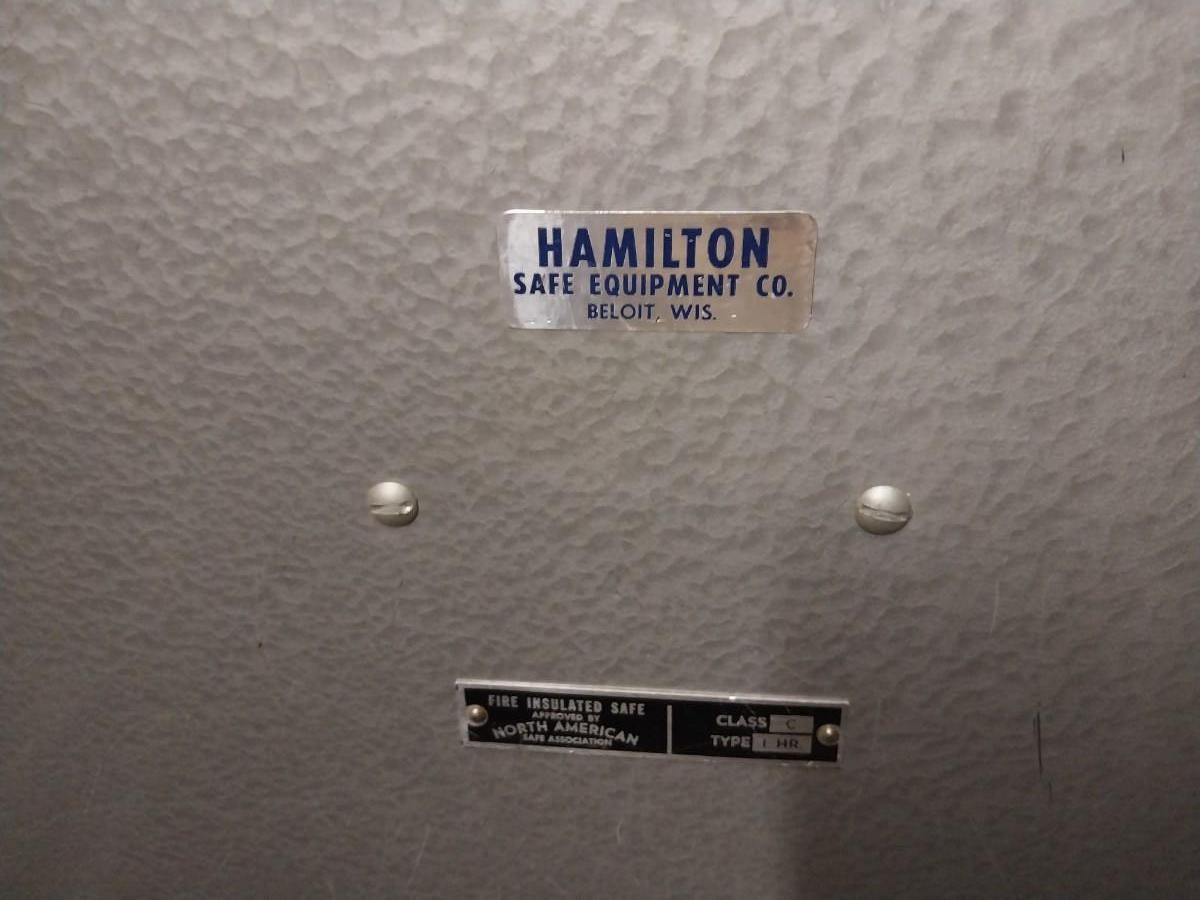 HAMILTON
SAFE EQUIPMENT CO.
BELOIT, WIS.
FIRE INSULATED SAFE
APPROVED BY
NORTH AMERICAN
SAFE ASSOCIATION
CLASS C
TYPE 1 HR